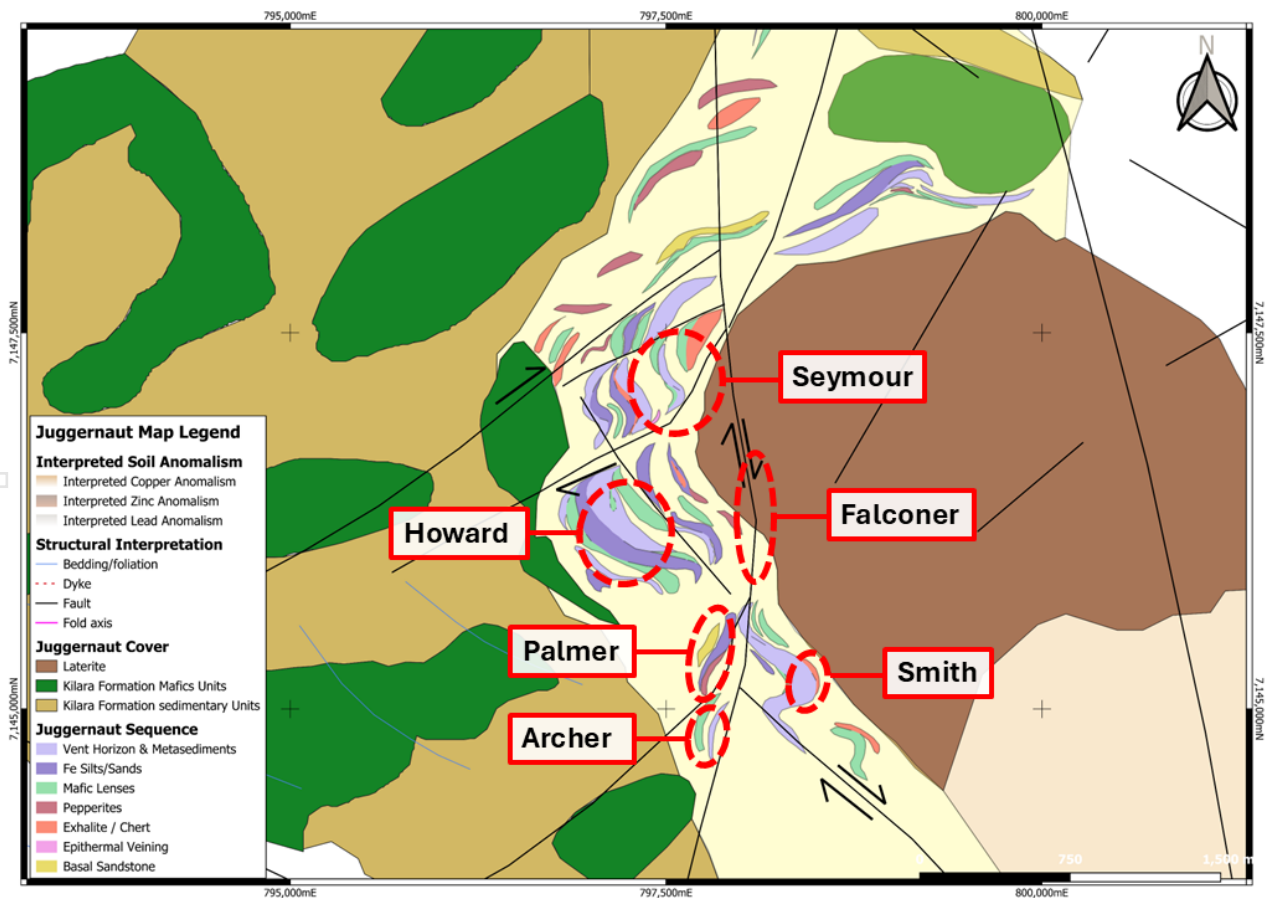 795,000mE
797,500mE
800,000mE
N
7,147,500mN
7,147,500mN
Seymour
Juggernaut Map Legend
Interpreted Soil Anomalism
Interpreted Copper Anomalism
Interpreted Zinc Anomalism
Interpreted Lead Anomalism
Structural Interpretation
Bedding/foliation
Dyke
Fault
Fold axis
Juggernaut Cover
Laterite
Kilara Formation Mafics Units
Kilara Formation sedimentary Units
Juggernaut Sequence
Vent Horizon & Metasediments
Fe Silts/Sands
Mafic Lenses
Pepperites
Exhalite / Chert
Epithermal Veining
Basal Sandstone
Howard
Falconer
Palmer
Smith
Archer
7,145,000mN
7,145,000mN
0 750 1,500 m
795,000mE
797,500mE
800,000mE